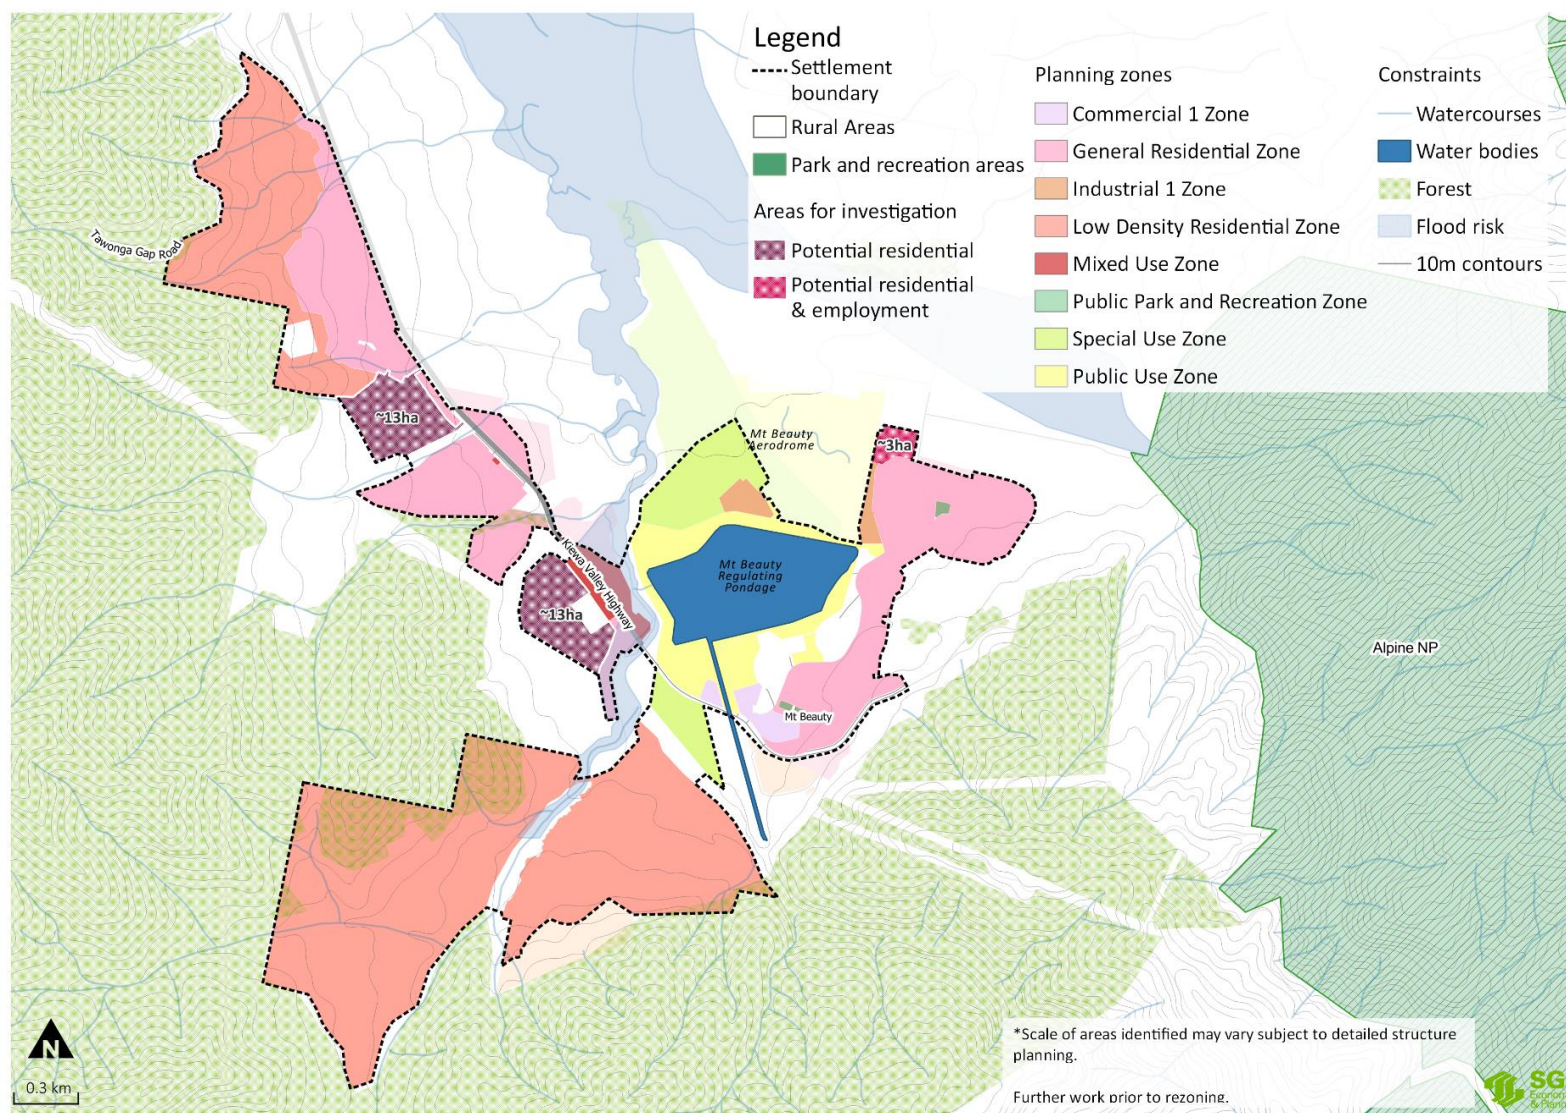 Legend
Settlement
boundary
Rural Areas
Park and recreation areas
Areas for investigation
Potential residential
Potential residential
& employment
Planning zones
Commercial 1 Zone
General Residential Zone
Industrial 1 Zone
Low Density Residential Zone
Mixed Use Zone
Public Park and Recreation Zone
Special Use Zone
Public Use Zone
Constraints
Watercourses
Water bodies
Forest
Flood risk
10m contours
Tawonga Gap Road
~13ha
Mt Beauty
Aerodrome
~3ha
Kiewa Valley Highway
Mt Beauty
Regulating
Pondage
~13ha
Alpine NP
Mt Beauty
N
0.3 km
*Scale of areas identified may vary subject to detailed structure
planning.
Further work prior to rezoning.
SG